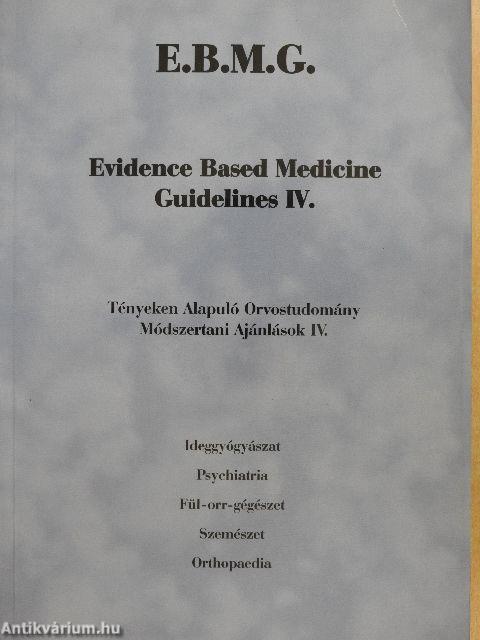 E.B.M.G.
Evidence Based Medicine
Guidelines IV.
Tényeken Alapuló Orvostudomány
Módszertani Ajánlások IV.
Ideggyógyászat
Psychiatria
Fül-orr-gégészet
Szemészet
Orthopaedia
Antikvárium.hu